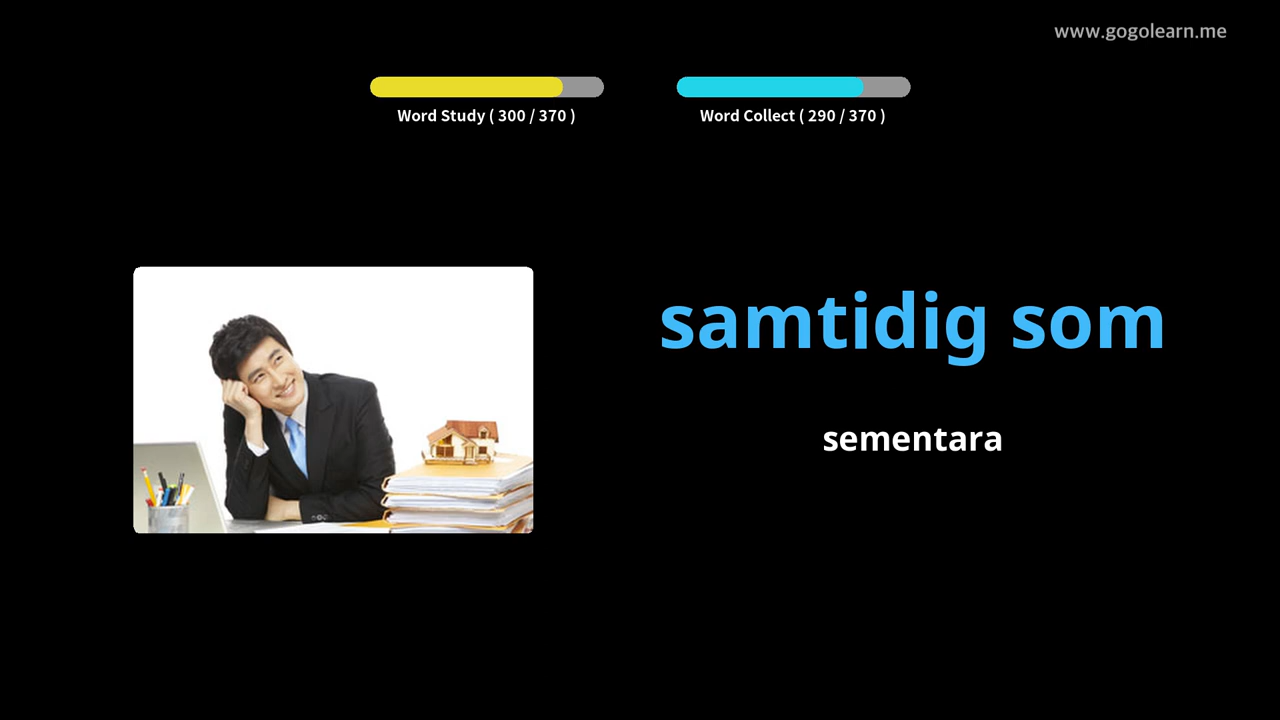 www.gogolearn.me
Word Study ( 300 / 370 )
Word Collect ( 290 / 370 )
samtidig som
sementara